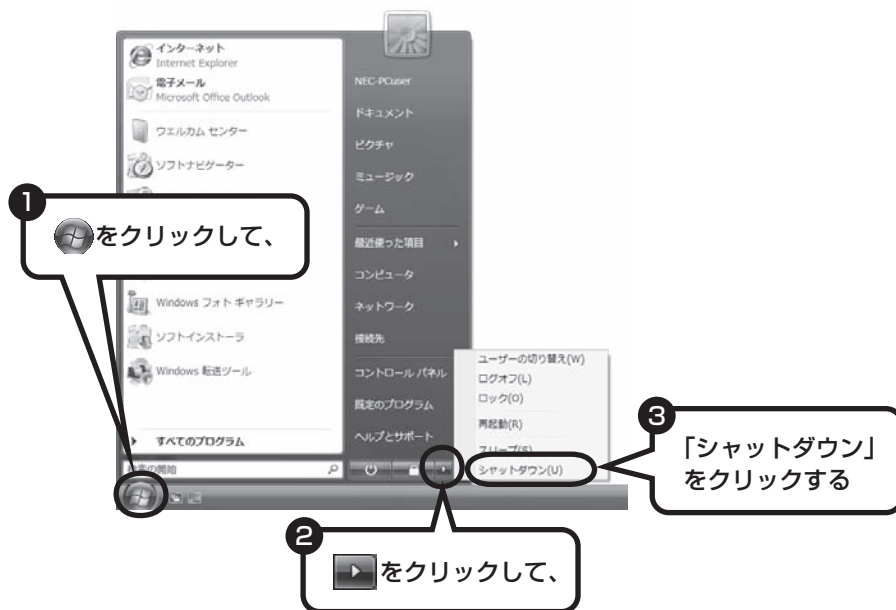 インターネット
Internet Explorer
電子メール
Microsoft Office Outlook
ウェルカム センター
ソフトナビゲーター
Windows フォト ギャラリー
ソフトインストーラ
Windows 転送ツール
すべてのプログラム
の開始
NEC-PCuser
ドキュメント
ピクチャ
ミュージック
ゲーム
最近使った項目
コンピュータ
ネットワーク
接続先
コントロール パネル
既定のプログラム
ヘルプとサポート
ユーザーの切り替え(W)
ログオフ(L)
ロック(O)
再起動(R)
スリープ(S)
シャットダウン(U)
1
をクリックして、
2
をクリックして、
3
「シャットダウン」
をクリックする